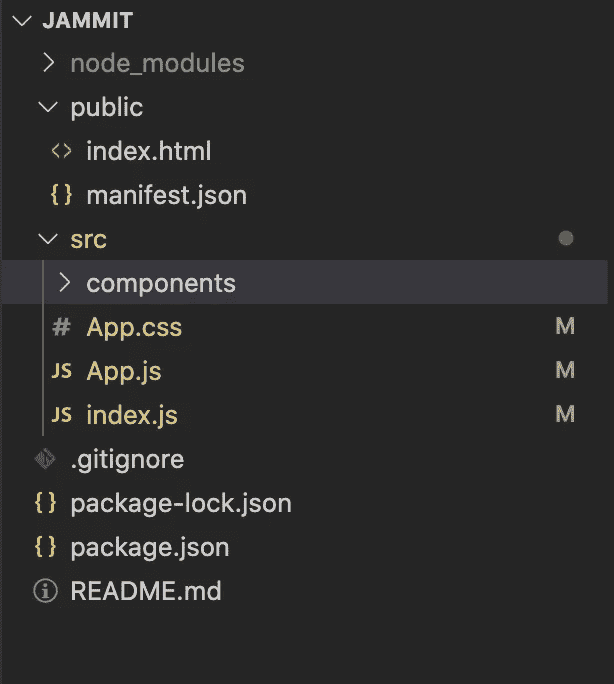 JAMMIT
node_modules
public
<> index.html
{} manifest.json
src
components
# App.css M
JS App.js M
JS index.js M
.gitignore
{} package-lock.json
{} package.json
README.md